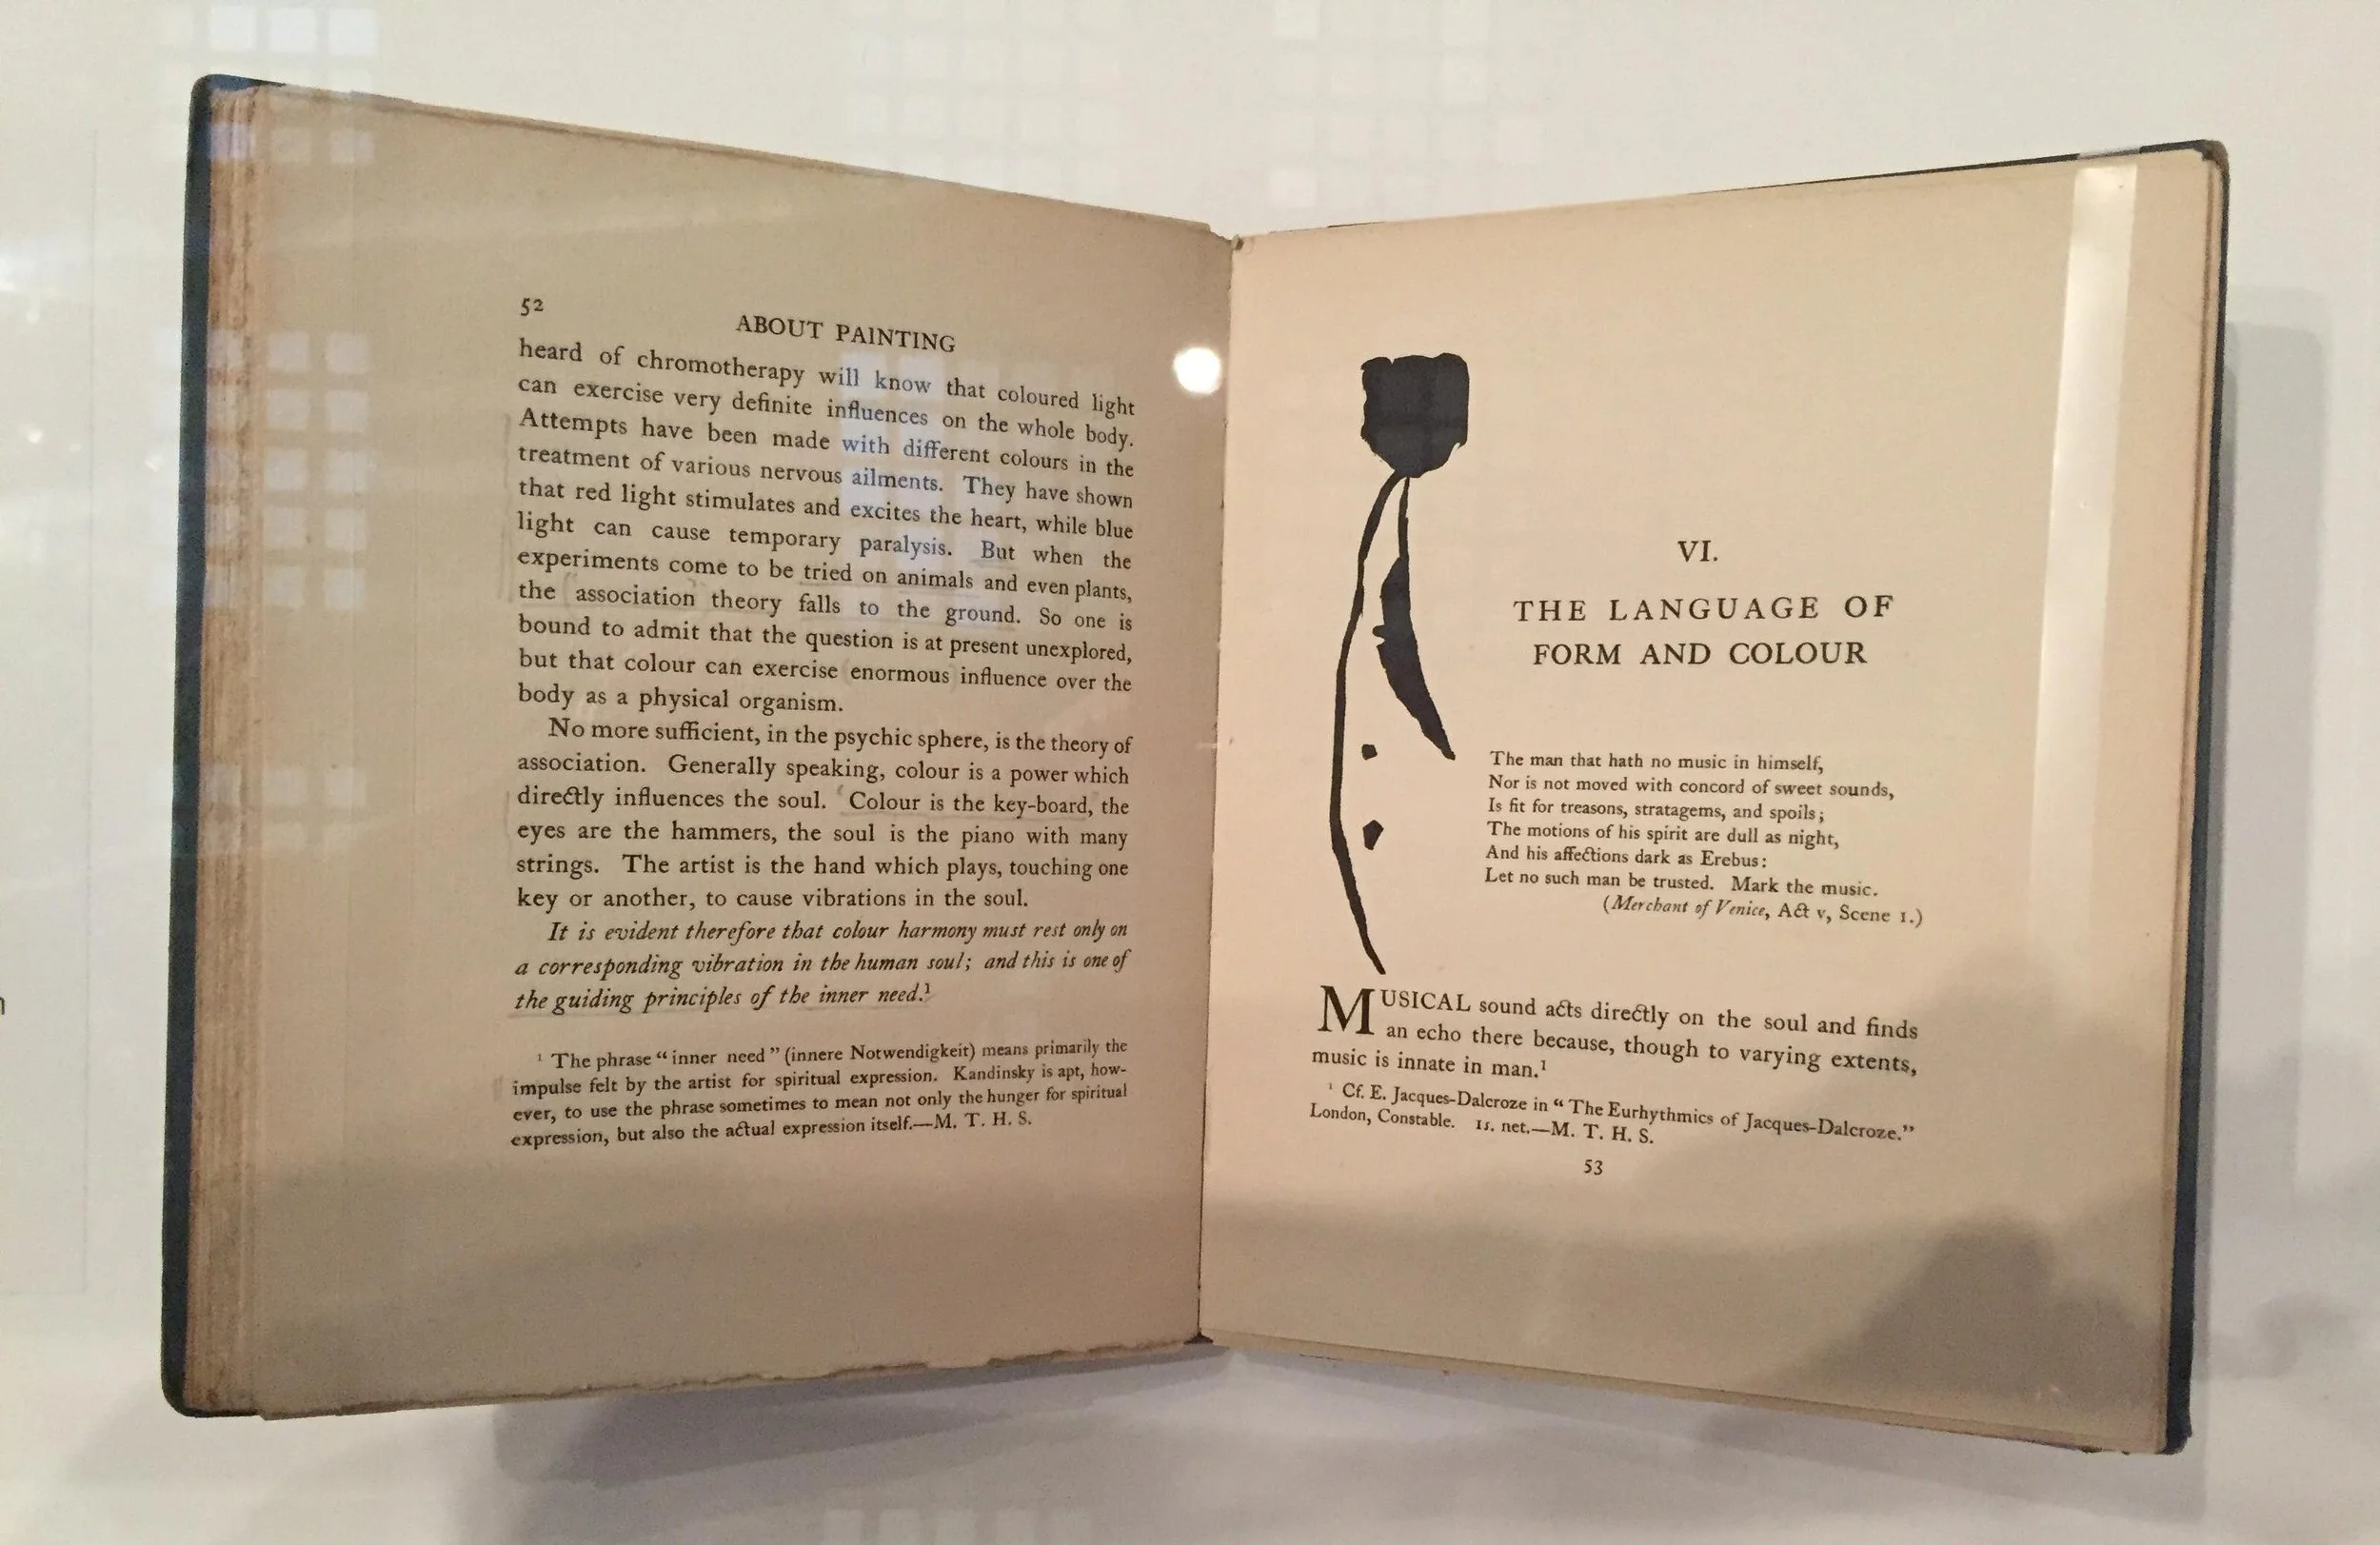 52
ABOUT PAINTING
heard of chromotherapy will know that coloured light
can exercise very definite influences on the whole body.
Attempts have been made with different colours in the
treatment of various nervous ailments. They have shown
that red light stimulates and excites the heart, while blue
light can cause temporary paralysis. But when the
experiments come to be tried on animals and even plants,
the association theory falls to the ground. So one is
bound to admit that the question is at present unexplored,
but that colour can exercise enormous influence over the
body as a physical organism.
No more sufficient, in the psychic sphere, is the theory of
association. Generally speaking, colour is a power which
directly influences the soul. Colour is the key-board, the
eyes are the hammers, the soul is the piano with many
strings. The artist is the hand which plays, touching one
key or another, to cause vibrations in the soul.
It is evident therefore that colour harmony must rest only on
a corresponding vibration in the human soul; and this is one of
the guiding principles of the inner need.¹
¹ The phrase “inner need” (innere Notwendigkeit) means primarily the
impulse felt by the artist for spiritual expression. Kandinsky is apt, how-
ever, to use the phrase sometimes to mean not only the hunger for spiritual
expression, but also the actual expression itself.—M. T. H. S.
VI.
THE LANGUAGE OF
FORM AND COLOUR
The man that hath no music in himself,
Nor is not moved with concord of sweet sounds,
Is fit for treasons, stratagems, and spoils;
The motions of his spirit are dull as night,
And his affections dark as Erebus:
Let no such man be trusted. Mark the music.
(Merchant of Venice, Act v, Scene 1.)
MUSICAL sound acts directly on the soul and finds
an echo there because, though to varying extents,
music is innate in man.¹
¹ Cf. E. Jacques-Dalcroze in “The Eurhythmics of Jacques-Dalcroze.”
London, Constable. 1s. net.—M. T. H. S.
53